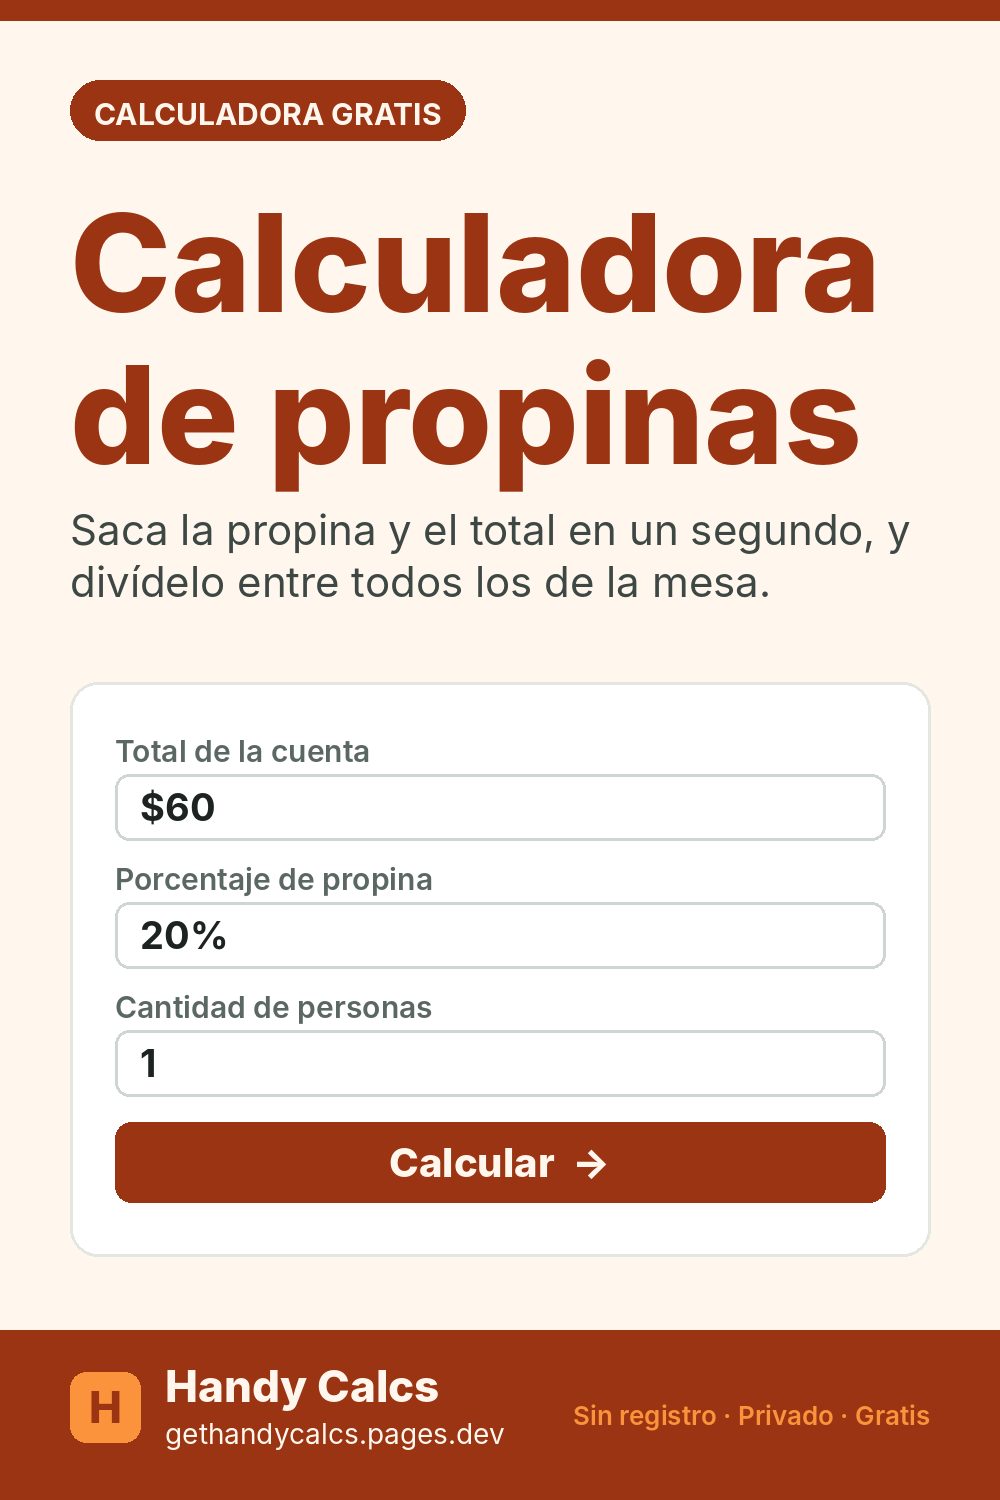 CALCULADORA GRATIS
Calculadora
de propinas
Saca la propina y el total en un segundo, y
divídelo entre todos los de la mesa.
Total de la cuenta
$60
Porcentaje de propina
20%
Cantidad de personas
1
Calcular →
H
Handy Calcs
gethandycalcs.pages.dev
Sin registro · Privado · Gratis